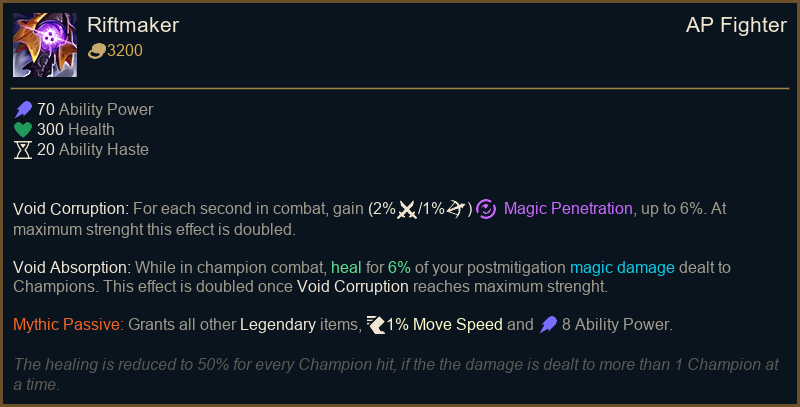 Riftmaker
AP Fighter
3200
70 Ability Power
300 Health
20 Ability Haste
Void Corruption: For each second in combat, gain (2%/1%) Magic Penetration, up to 6%. At
maximum strenght this effect is doubled.
Void Absorption: While in champion combat, heal for 6% of your postmitigation magic damage dealt to
Champions. This effect is doubled once Void Corruption reaches maximum strenght.
Mythic Passive: Grants all other Legendary items, 1% Move Speed and 8 Ability Power.
The healing is reduced to 50% for every Champion hit, if the the damage is dealt to more than 1 Champion at
a time.